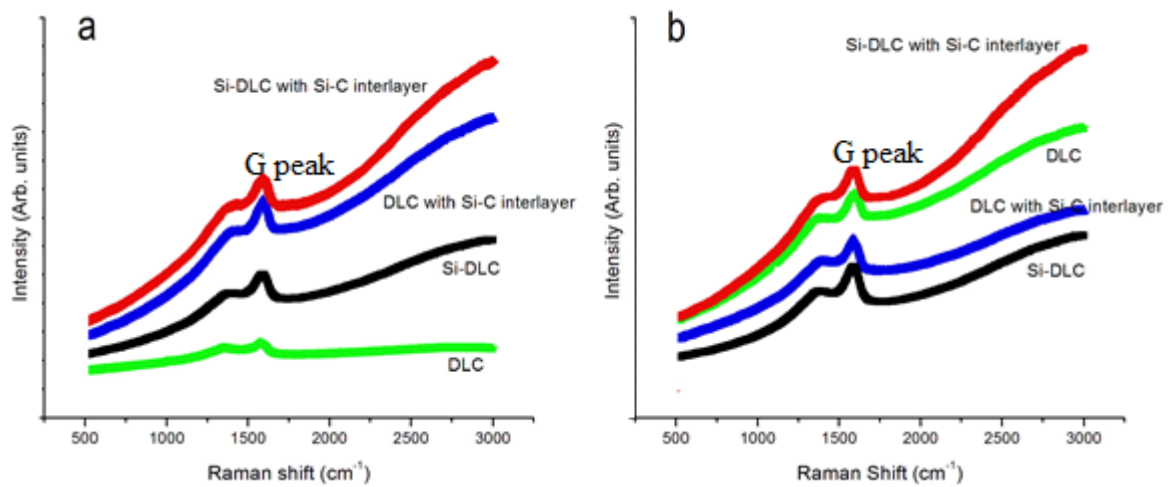 a
Si-DLC with Si-C interlayer
G peak
DLC with Si-C interlayer
Si-DLC
DLC
Intensity (Arb. units)
500 1000 1500 2000 2500 3000
Raman shift (cm⁻¹)
b
Si-DLC with Si-C interlayer
G peak
DLC
DLC with Si-C interlayer
Si-DLC
Intensity (Arb. units)
500 1000 1500 2000 2500 3000
Raman Shift (cm⁻¹)